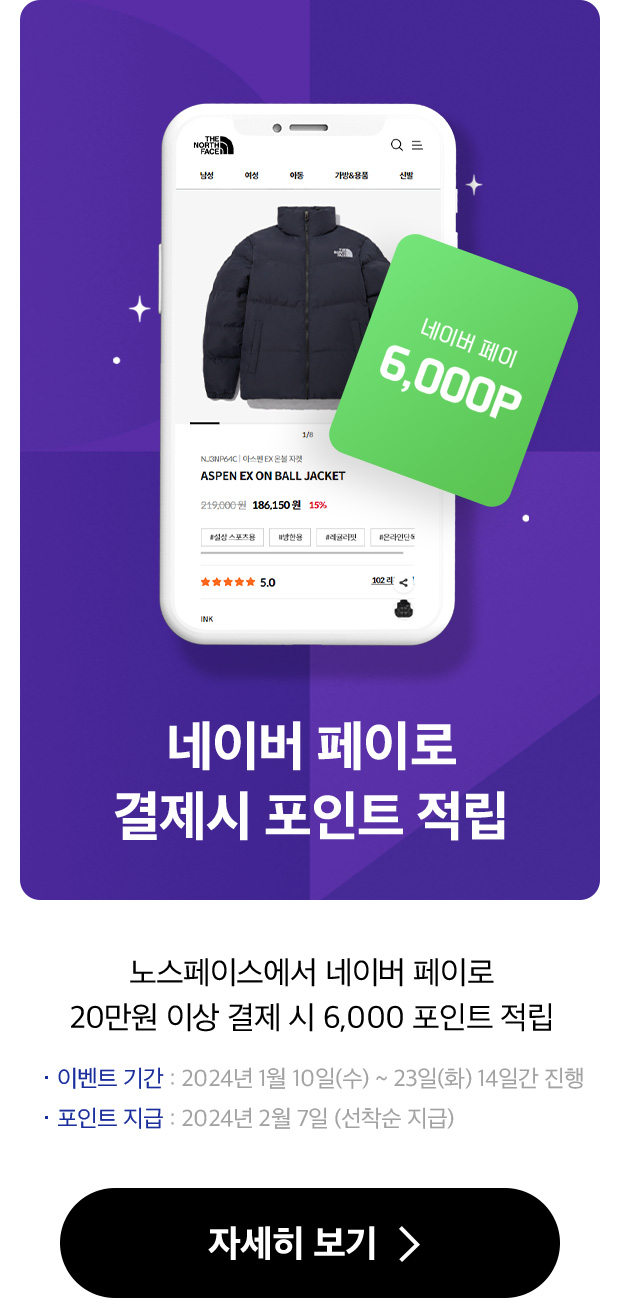 THE
NORTH
FACE
남성 여성 아동 가방&용품 신발
THE
NORTH
FACE
네이버 페이
6,000P
1/8
NJ3NP64C | 아스펜 EX 온볼 자켓
ASPEN EX ON BALL JACKET
219,000 원 186,150 원 15%
#일상 스포츠용 #방한용 #레귤러핏 #온라인단독
5.0 102 리
INK
네이버 페이로
결제시 포인트 적립
노스페이스에서 네이버 페이로
20만원 이상 결제 시 6,000 포인트 적립
· 이벤트 기간 : 2024년 1월 10일(수) ~ 23일(화) 14일간 진행
· 포인트 지급 : 2024년 2월 7일 (선착순 지급)
자세히 보기